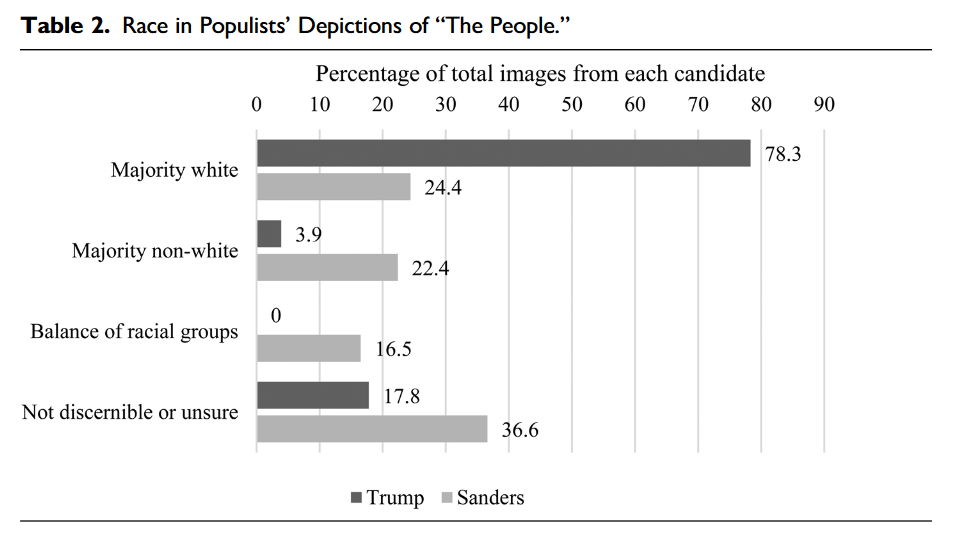 Table 2. Race in Populists’ Depictions of “The People.”
Percentage of total images from each candidate
0 10 20 30 40 50 60 70 80 90
Majority white
78.3
24.4
Majority non-white
3.9
22.4
Balance of racial groups
0
16.5
Not discernible or unsure
17.8
36.6
Trump Sanders